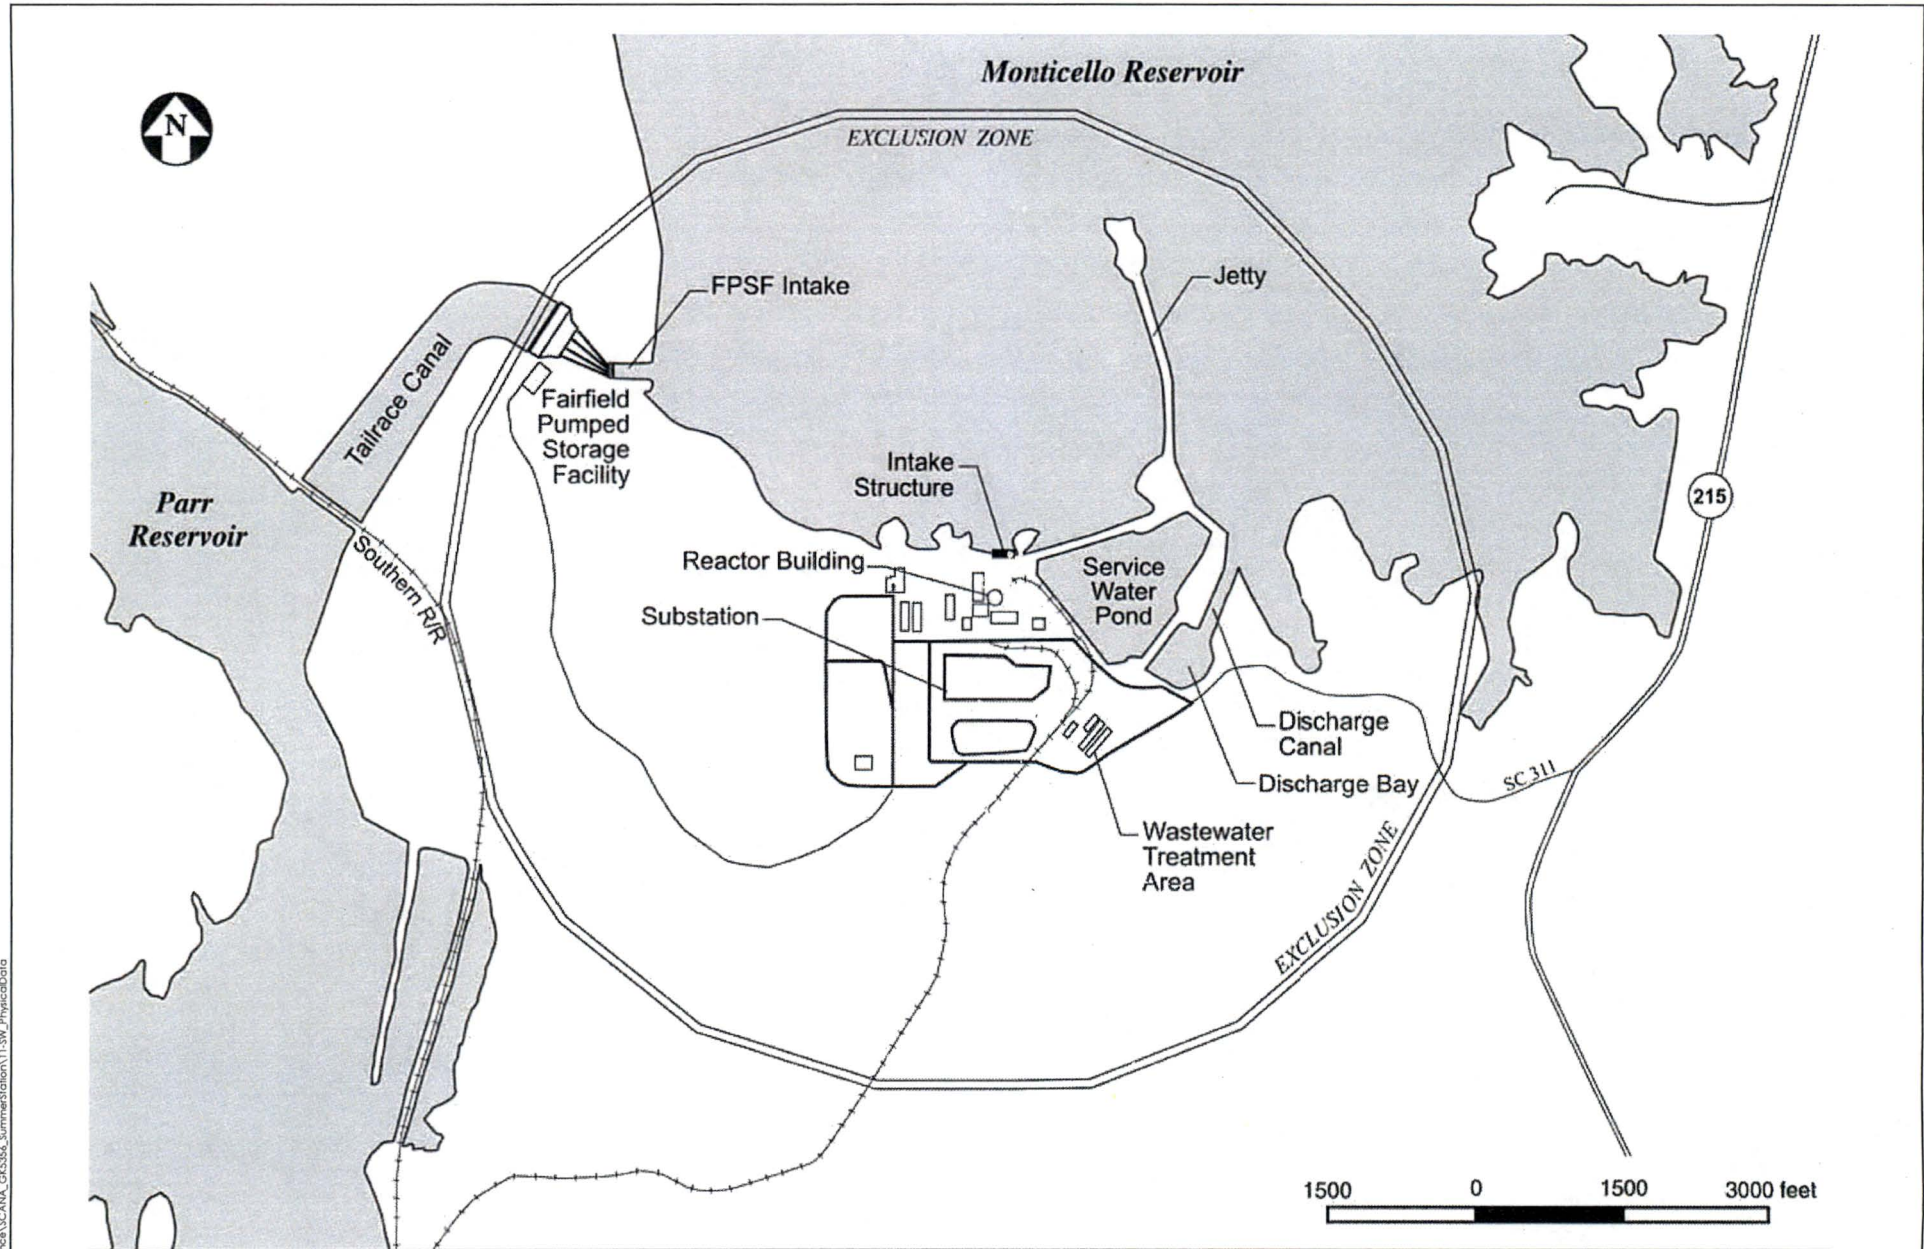 Monticello Reservoir
N
EXCLUSION ZONE
FPSF Intake
Jetty
Tailrace Canal
Fairfield
Pumped
Storage
Facility
Intake
Structure
215
Parr
Reservoir
Southern R/R
Reactor Building
Service
Water
Pond
Substation
Discharge
Canal
SC 311
Discharge Bay
Wastewater
Treatment
Area
EXCLUSION ZONE
1500 0 1500 3000 feet